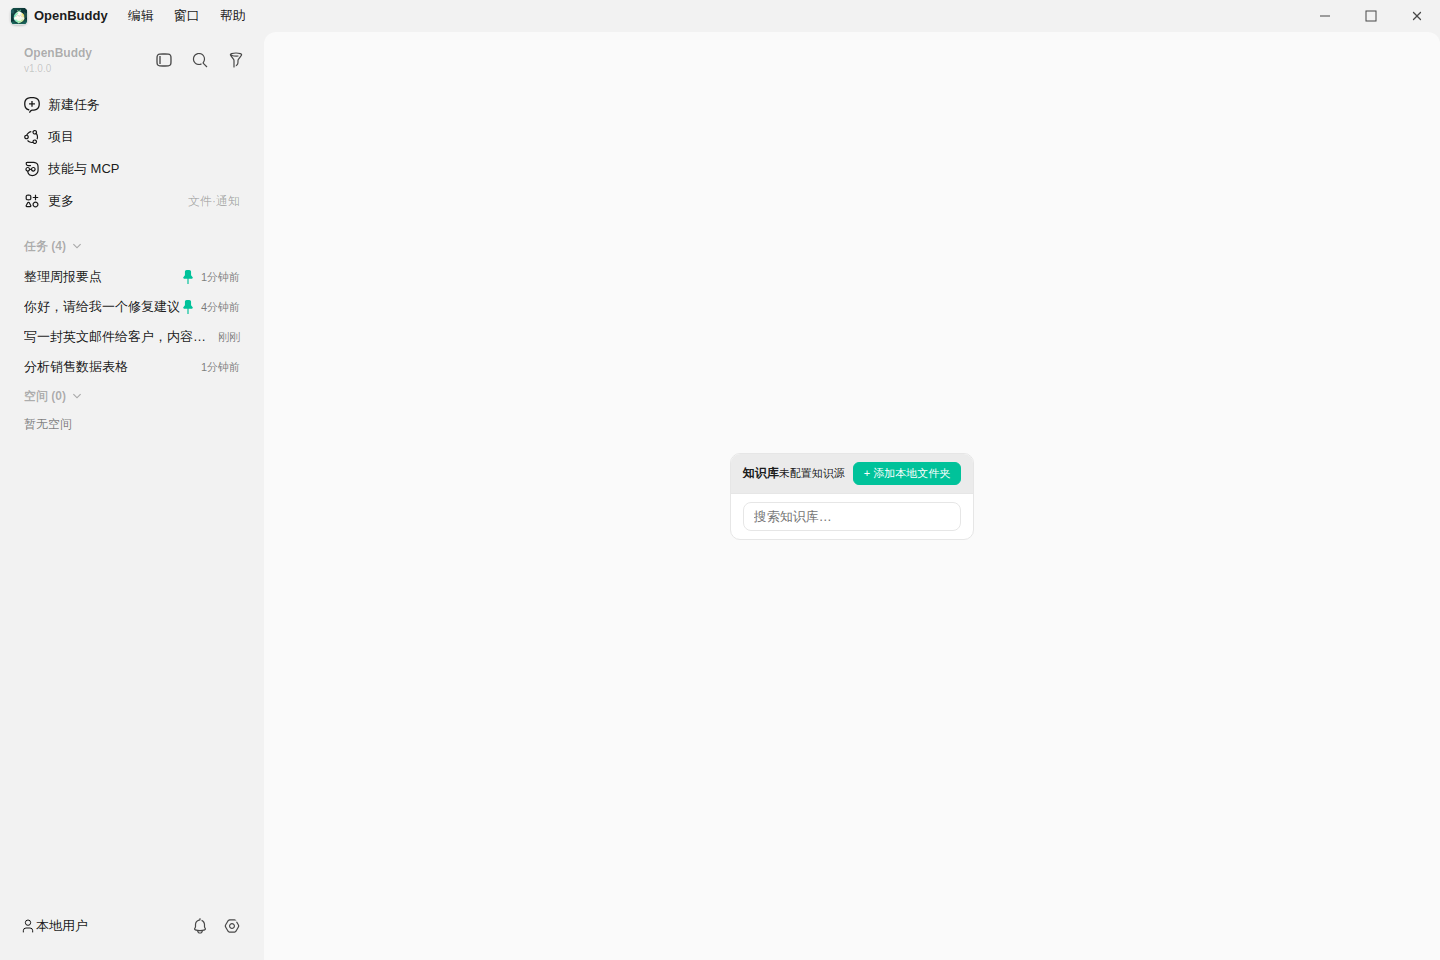 OpenBuddy 编辑 窗口 帮助
OpenBuddy
v1.0.0
新建任务
项目
技能与 MCP
更多 文件·通知
任务 (4)
整理周报要点 1分钟前
你好，请给我一个修复建议 4分钟前
写一封英文邮件给客户，内容… 刚刚
分析销售数据表格 1分钟前
空间 (0)
暂无空间
知识库未配置知识源 + 添加本地文件夹
搜索知识库…
本地用户